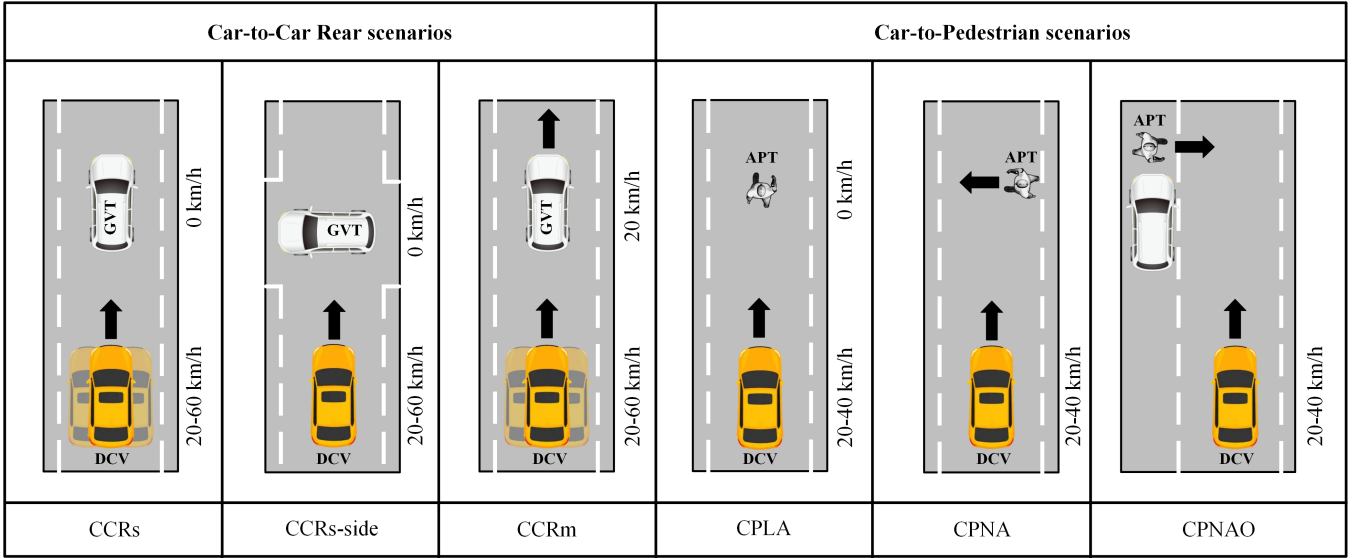 Car-to-Car Rear scenarios
Car-to-Pedestrian scenarios
GVT
0 km/h
20-60 km/h
DCV
GVT
0 km/h
20-60 km/h
DCV
GVT
20 km/h
20-60 km/h
DCV
APT
0 km/h
20-40 km/h
DCV
APT
20-40 km/h
DCV
APT
20-40 km/h
DCV
CCRs
CCRs-side
CCRm
CPLA
CPNA
CPNAO